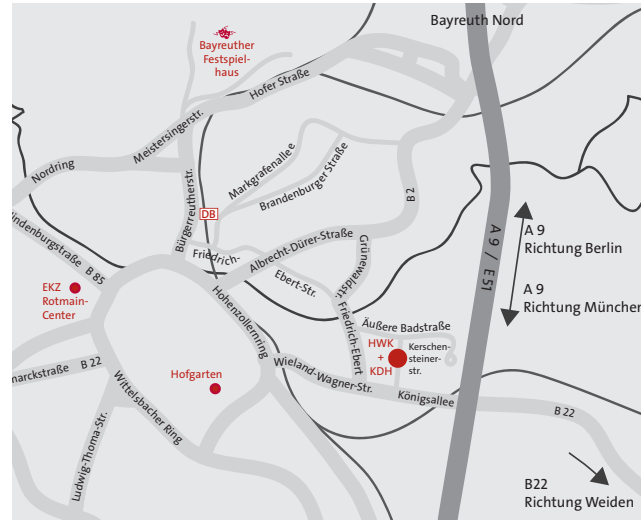 Bayreuth Nord
Bayreuther
Festspiel-
haus
Hofer Straße
Meistersingerstr.
Nordring
Markgrafenallee
Brandenburger Straße
B 2
Bürgerreutherstr.
DB
Friedrich-
Ebert-Str.
Albrecht-Dürer-Straße
Grünewaldstr.
A 9 / E51
A 9
Richtung Berlin
A 9
Richtung München
indenburgstraße B 85
EKZ
Rotmain-
Center
Hohenzollernring
Friedrich-Ebert
Äußere Badstraße
HWK
+
KDH
Kerschen-
steiner-
str.
marckstraße B 22
Hofgarten
Wieland-Wagner-Str.
Königsallee
B 22
Wittelsbacher Ring
Ludwig-Thoma-Str.
B22
Richtung Weiden